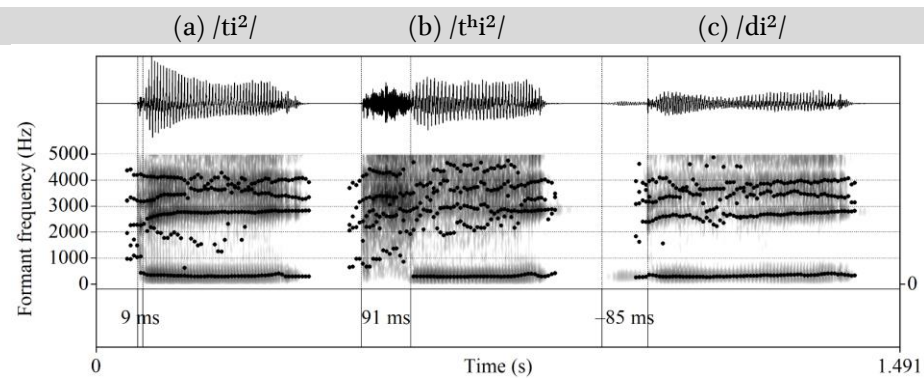 (a) /ti²/ (b) /tʰi²/ (c) /di²/
Formant frequency (Hz)
5000
4000
3000
2000
1000
0 0
9 ms 91 ms –85 ms
0 Time (s) 1.491